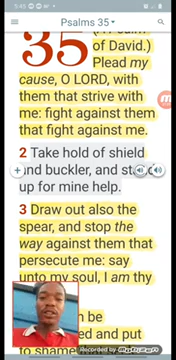 5:49
Psalms 35
35
of David.)
Plead my
cause, O LORD, with
them that strive with
me: fight against them
that fight against me.
2 Take hold of shield
and buckler, and stand
up for mine help.
3 Draw out also the
spear, and stop the
way against them that
persecute me: say
unto my soul, I am thy
be
ed and put
to shame
Recorded by